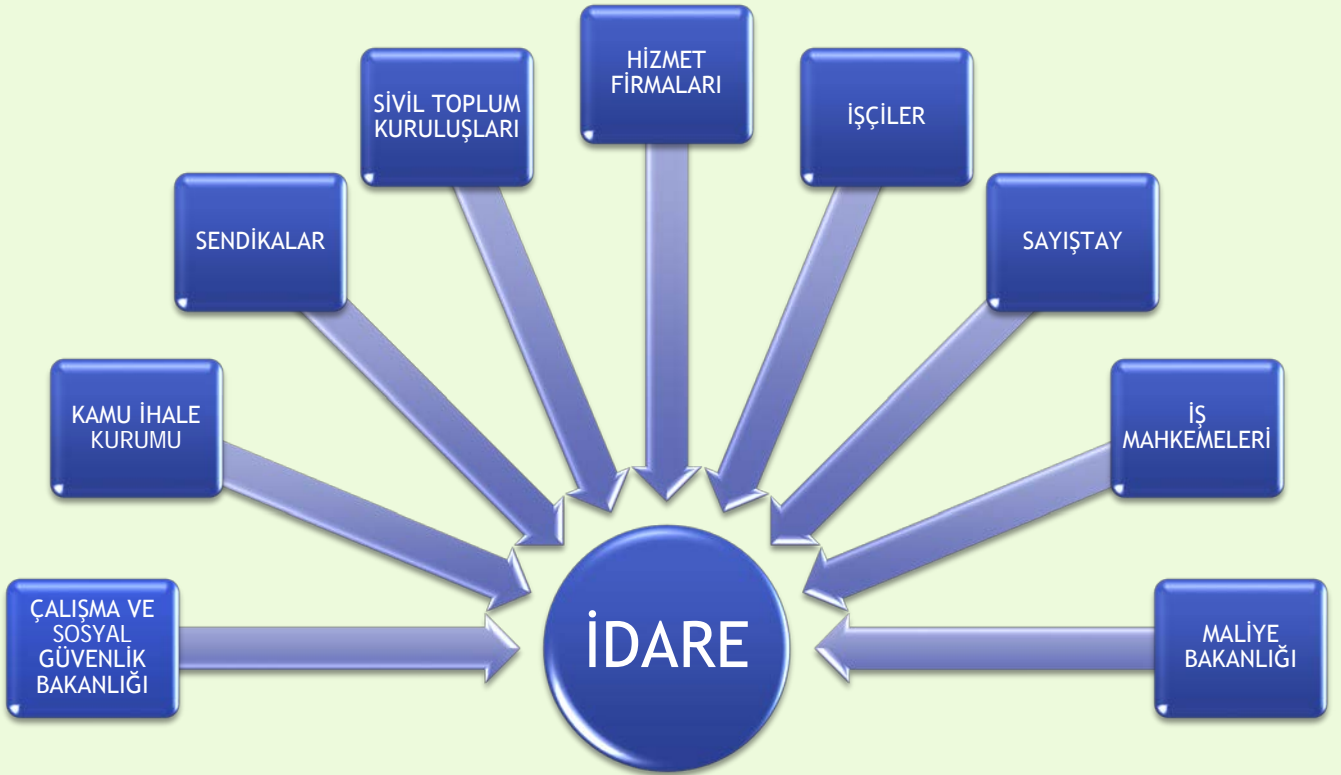 HİZMET
FİRMALARI
SİVİL TOPLUM
KURULUŞLARI
İŞÇİLER
SENDİKALAR
SAYIŞTAY
KAMU İHALE
KURUMU
İŞ
MAHKEMELERİ
ÇALIŞMA VE
SOSYAL
GÜVENLİK
BAKANLIĞI
İDARE
MALİYE
BAKANLIĞI